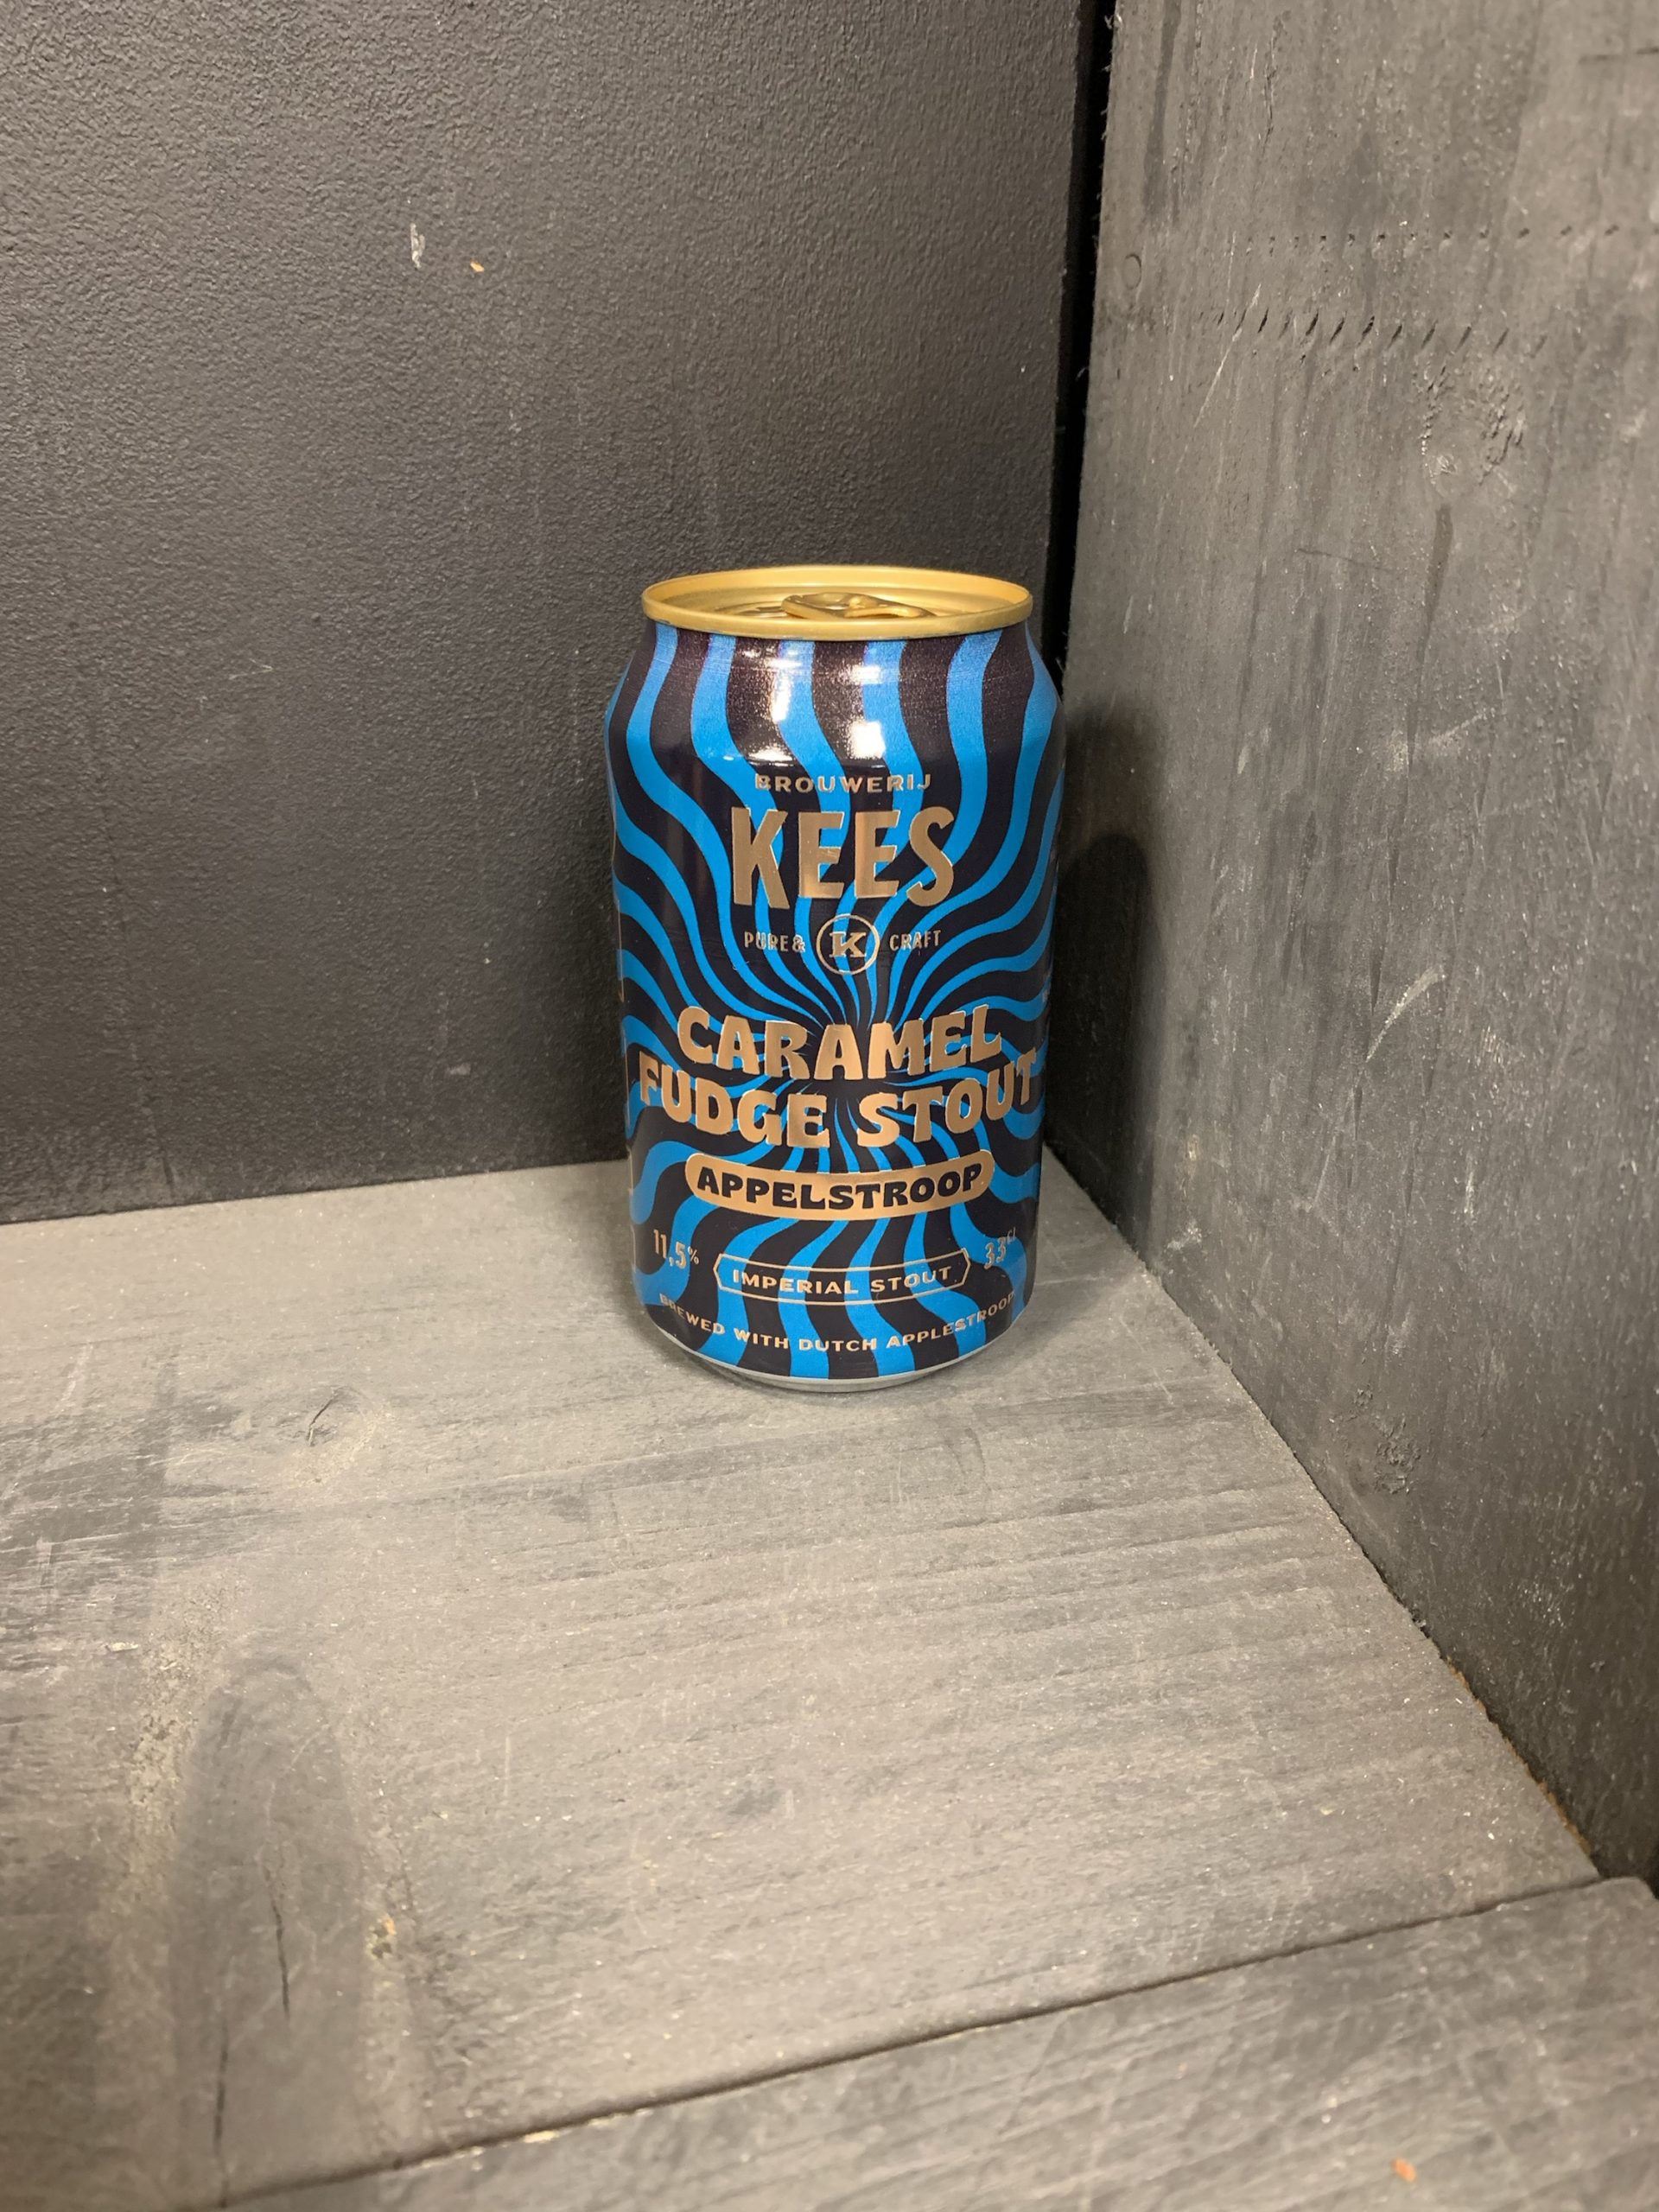 BROUWERIJ
KEES
PURE & K CRAFT
CARAMEL
FUDGE STOUT
APPELSTROOP
11,5% 33CL
IMPERIAL STOUT
BREWED WITH DUTCH APPLESTROOP